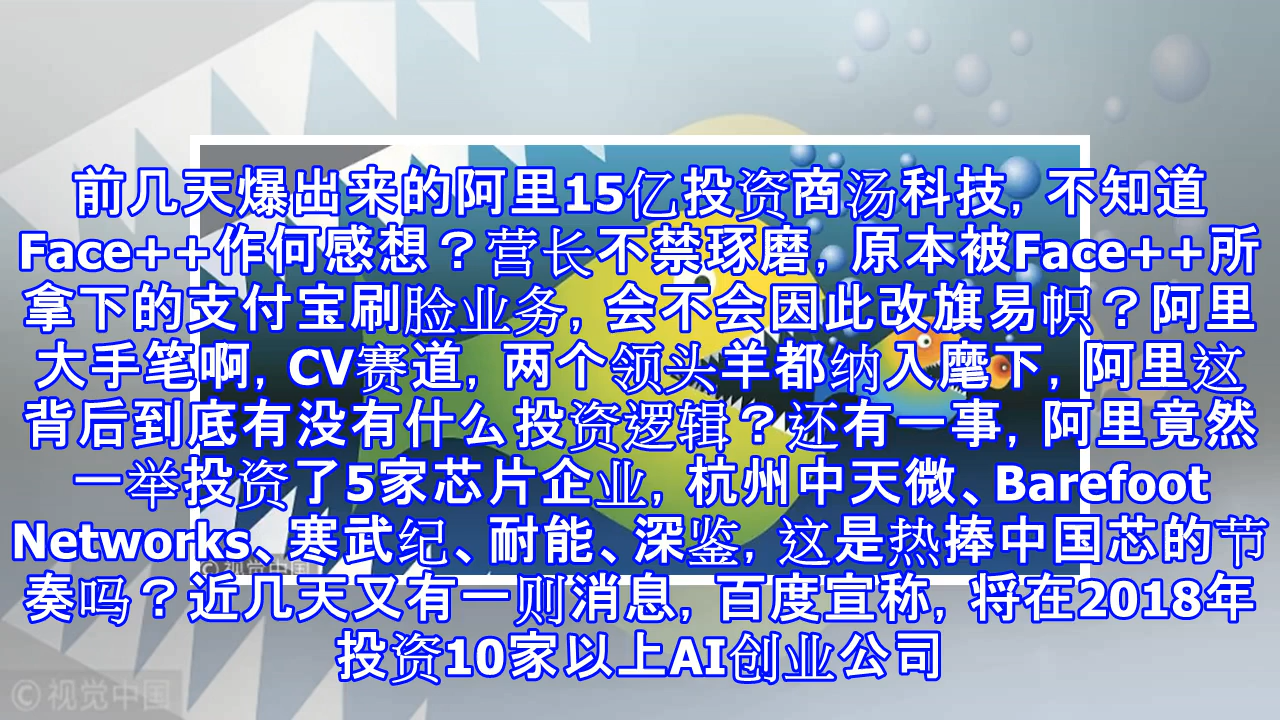 前几天爆出来的阿里15亿投资商汤科技, 不知道
Face++作何感想？营长不禁琢磨, 原本被Face++所
拿下的支付宝刷脸业务, 会不会因此改旗易帜？阿里
大手笔啊, CV赛道, 两个领头羊都纳入麾下, 阿里这
背后到底有没有什么投资逻辑？还有一事, 阿里竟然
一举投资了5家芯片企业, 杭州中天微、Barefoot
Networks、寒武纪、耐能、深鉴, 这是热捧中国芯的节
奏吗？近几天又有一则消息, 百度宣称, 将在2018年
投资10家以上AI创业公司
©视觉中国
©视觉中国